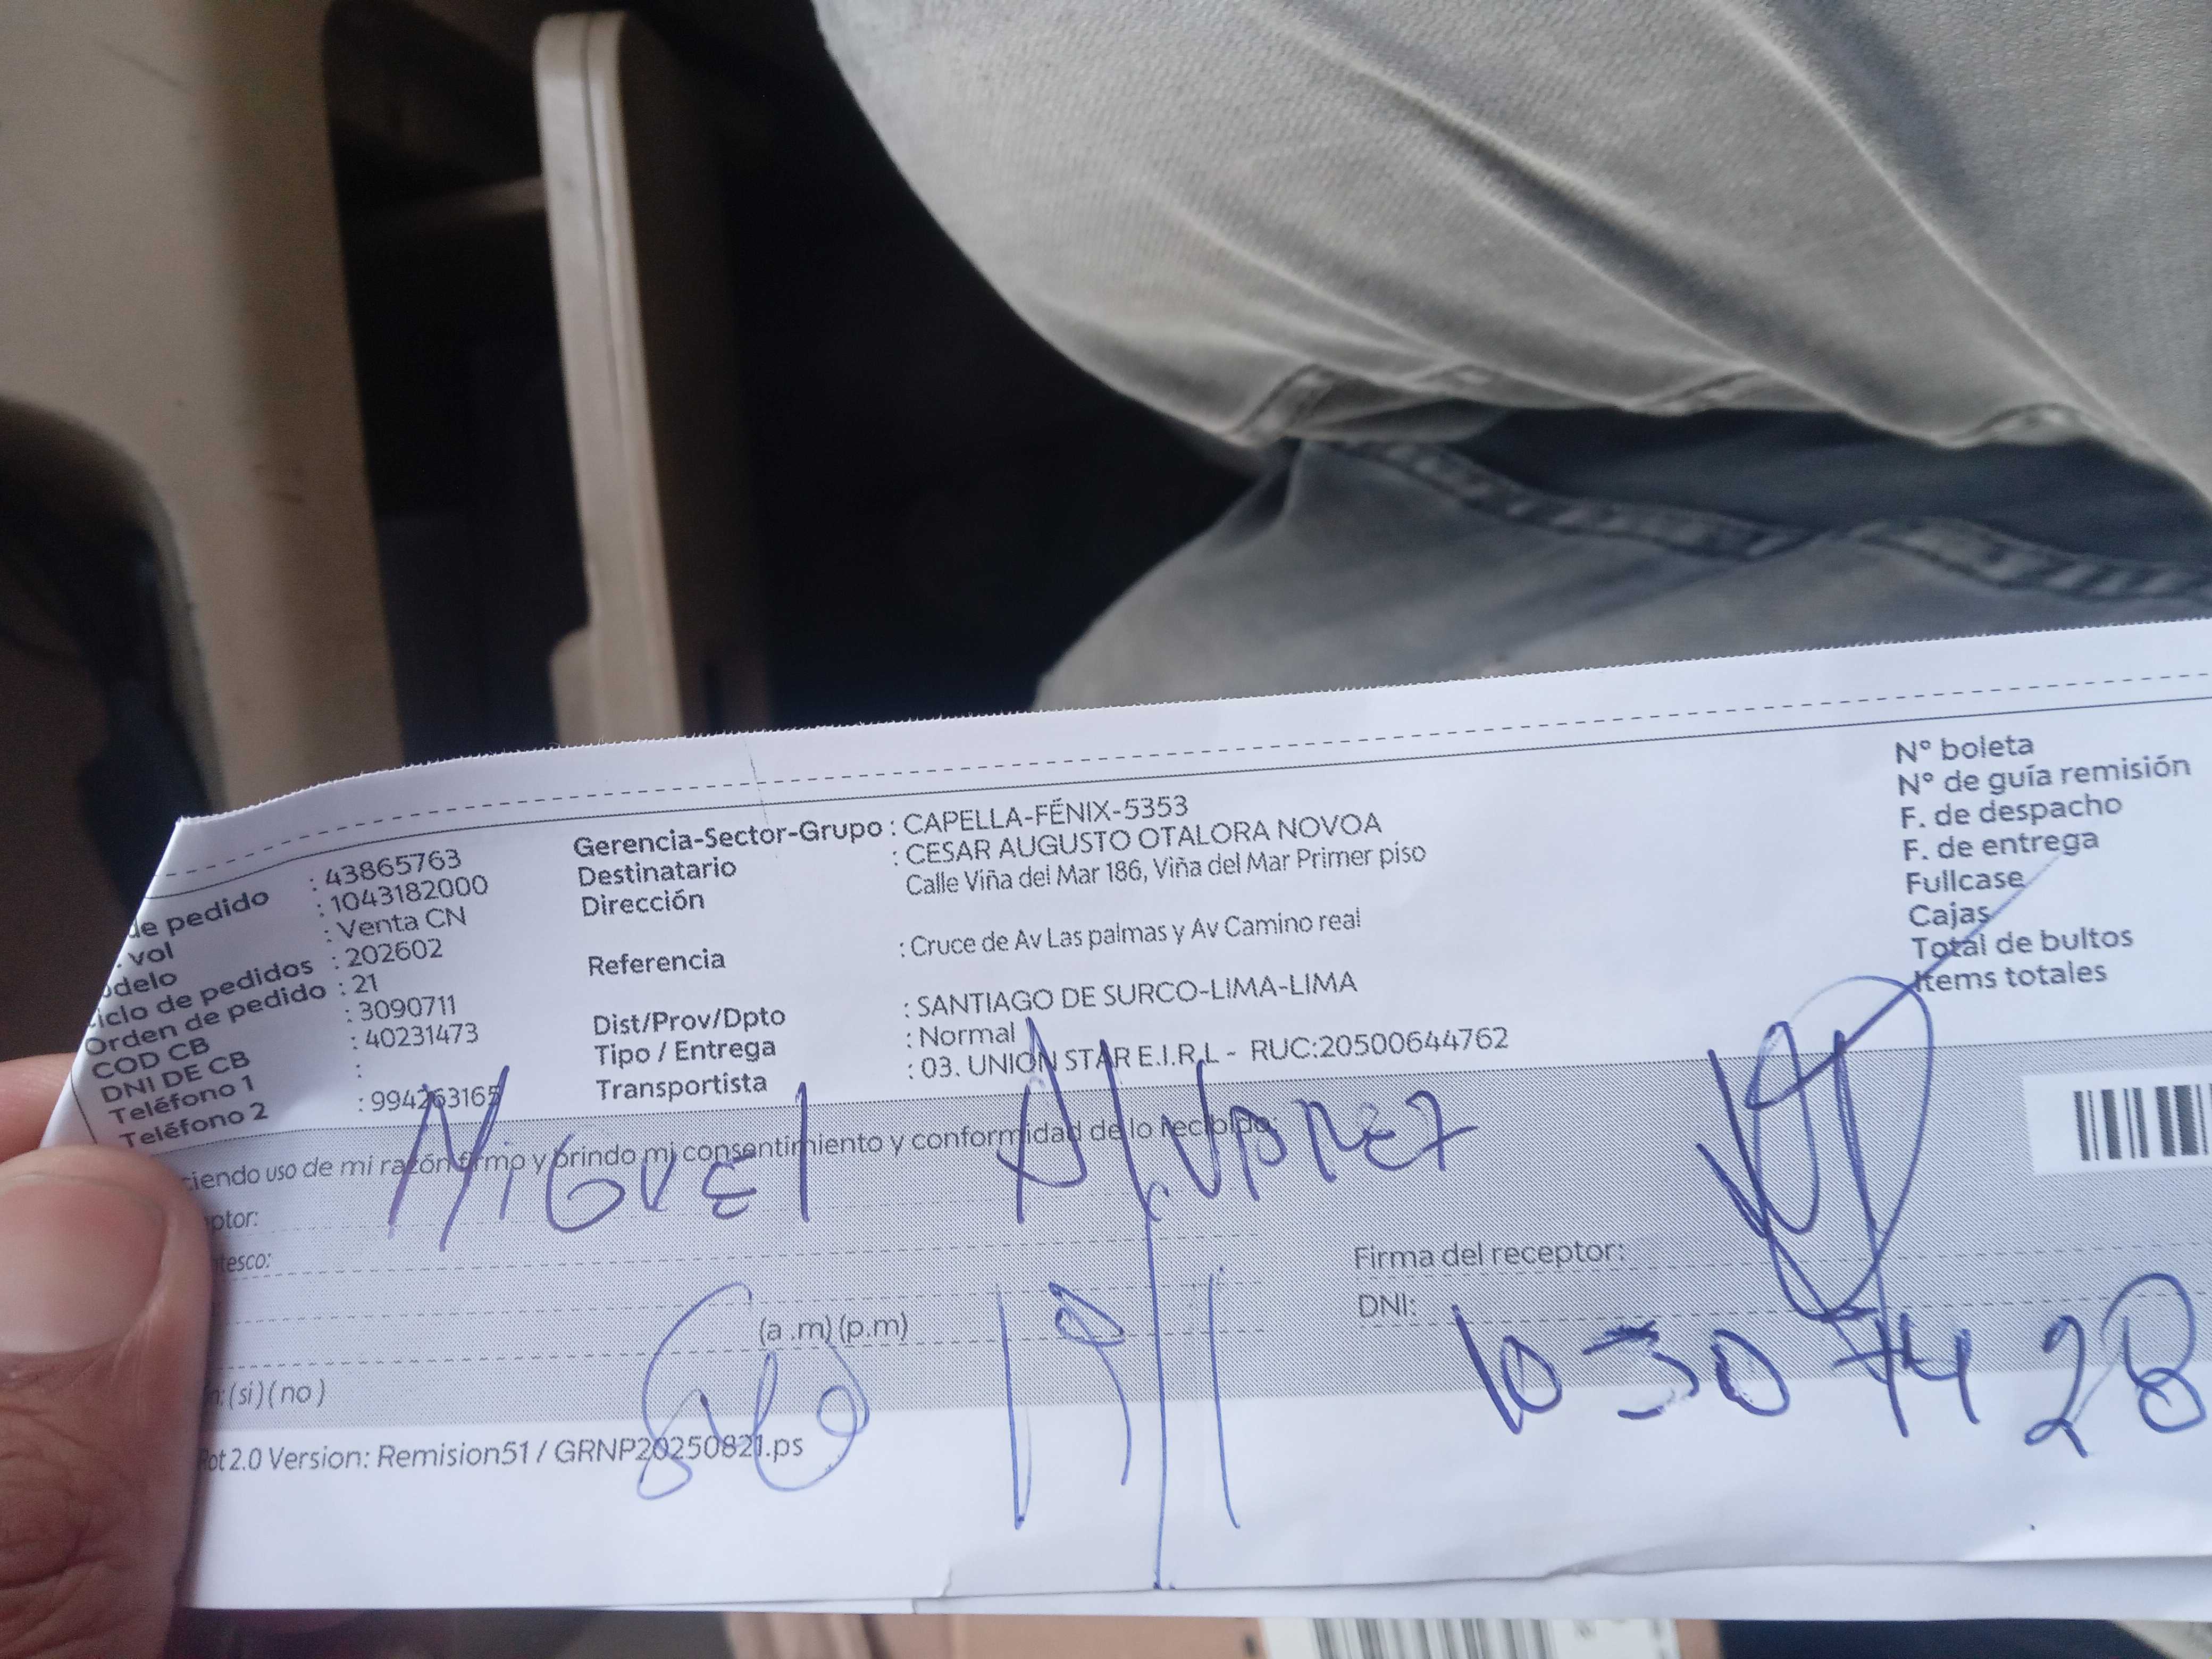 de pedido : 43865763
. vol : 1043182000
odelo : Venta CN
iclo de pedidos : 202602
Orden de pedido : 21
COD CB : 3090711
DNI DE CB : 40231473
Teléfono 1 :
Teléfono 2 : 994263165
Gerencia-Sector-Grupo : CAPELLA-FÉNIX-5353
Destinatario : CESAR AUGUSTO OTALORA NOVOA
Dirección Calle Viña del Mar 186, Viña del Mar Primer piso
Referencia : Cruce de Av Las palmas y Av Camino real
Dist/Prov/Dpto : SANTIAGO DE SURCO-LIMA-LIMA
Tipo / Entrega : Normal
Transportista : 03. UNION STAR E.I.R.L - RUC:20500644762
N° boleta
N° de guía remisión
F. de despacho
F. de entrega
Fullcase
Cajas
Total de bultos
Items totales
ciendo uso de mi razón firmo y brindo mi consentimiento y conformidad de lo recibido:
ptor: Miguel Alvarez
tesco:
Firma del receptor:
(a .m) (p.m)
DNI: 10307428
n: (si) ( no )
Rot 2.0 Version: Remision51 / GRNP20250821.ps